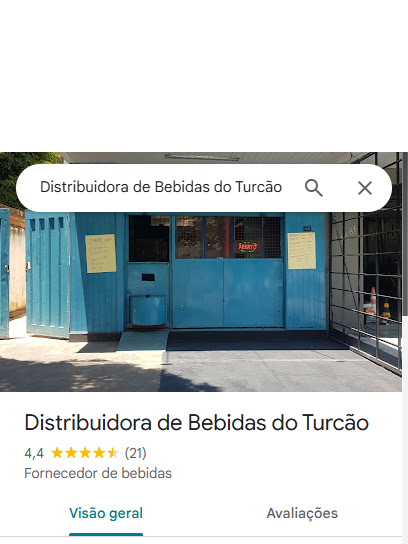 Distribuidora de Bebidas do Turcão
ABERTO
Distribuidora de Bebidas do Turcão
4,4 (21)
Fornecedor de bebidas
Visão geral Avaliações